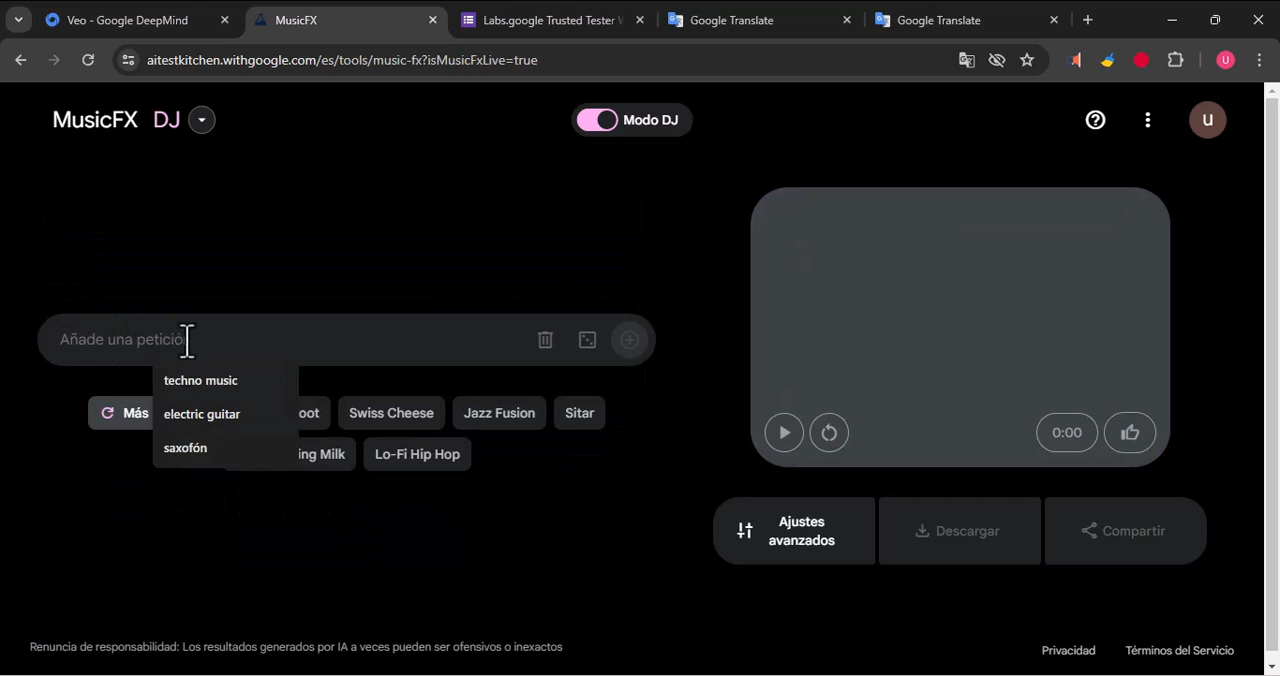 Veo - Google DeepMind
MusicFX
Labs.google Trusted Tester
Google Translate
Google Translate
aitestkitchen.withgoogle.com/es/tools/music-fx?isMusicFxLive=true
U
MusicFX DJ
Modo DJ
u
Añade una petició
techno music
electric guitar
saxofón
Más
oot
Swiss Cheese
Jazz Fusion
Sitar
ing Milk
Lo-Fi Hip Hop
0:00
Ajustes
avanzados
Descargar
Compartir
Renuncia de responsabilidad: Los resultados generados por IA a veces pueden ser ofensivos o inexactos
Privacidad
Términos del Servicio